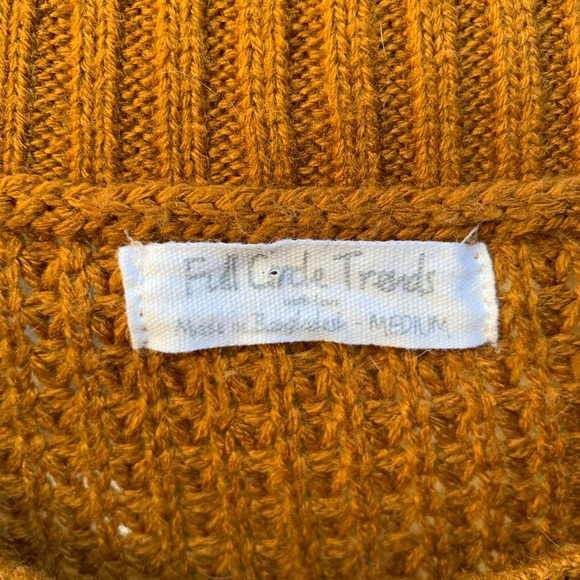 Full Circle Trends
Made in Bangladesh - MEDIUM